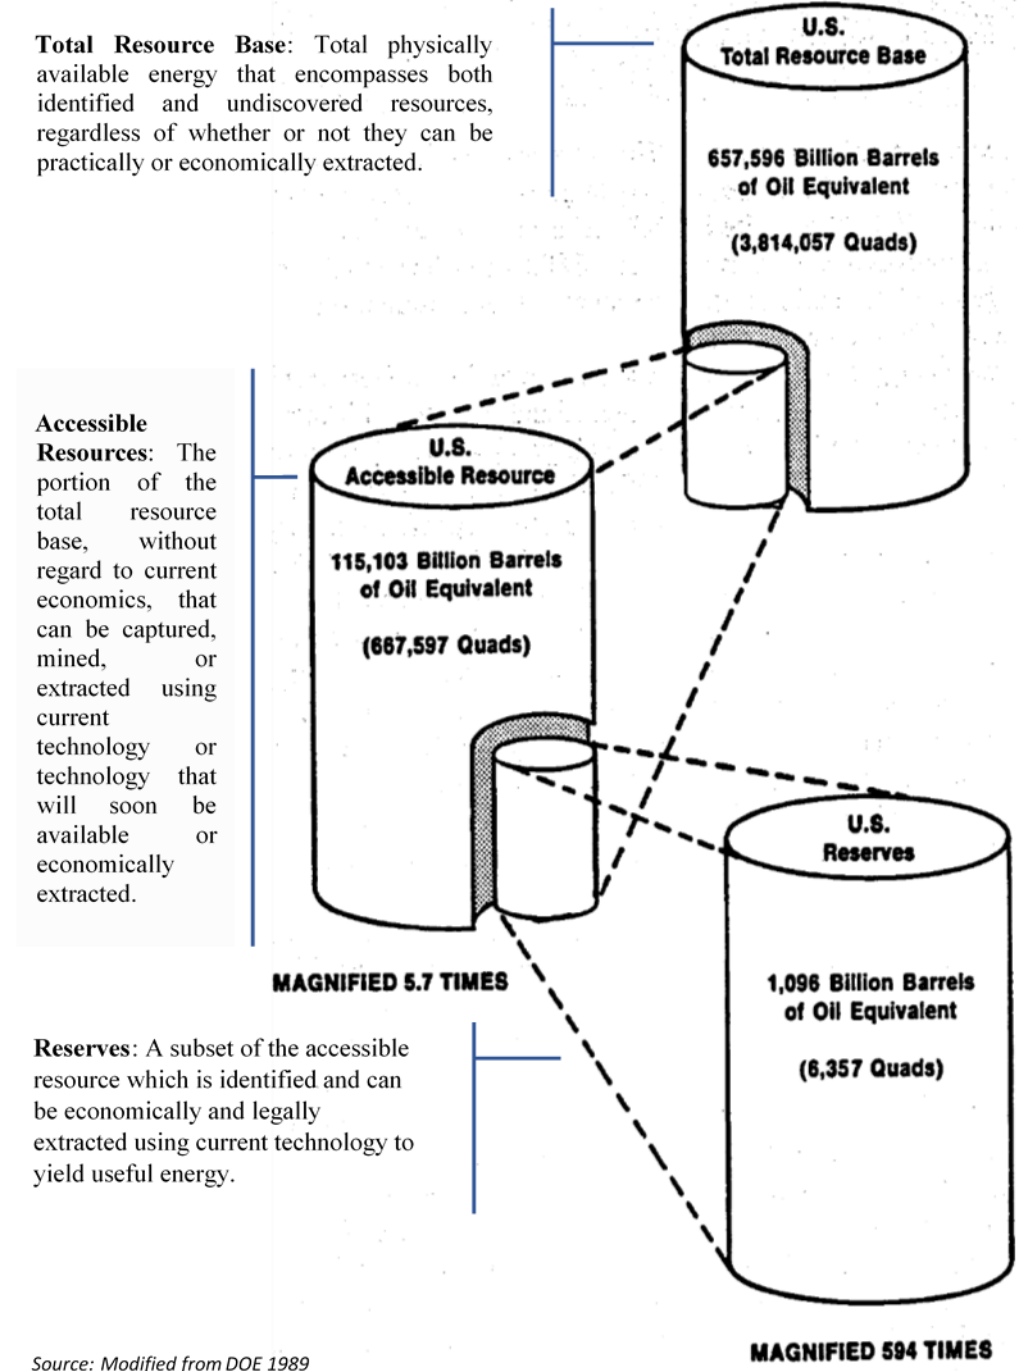 Total Resource Base: Total physically
available energy that encompasses both
identified and undiscovered resources,
regardless of whether or not they can be
practically or economically extracted.
U.S.
Total Resource Base
657,596 Billion Barrels
of Oil Equivalent
(3,814,057 Quads)
Accessible
Resources: The
portion of the
total resource
base, without
regard to current
economics, that
can be captured,
mined, or
extracted using
current
technology or
technology that
will soon be
available or
economically
extracted.
U.S.
Accessible Resource
115,103 Billion Barrels
of Oil Equivalent
(667,597 Quads)
MAGNIFIED 5.7 TIMES
Reserves: A subset of the accessible
resource which is identified and can
be economically and legally
extracted using current technology to
yield useful energy.
U.S.
Reserves
1,096 Billion Barrels
of Oil Equivalent
(6,357 Quads)
MAGNIFIED 594 TIMES
Source: Modified from DOE 1989